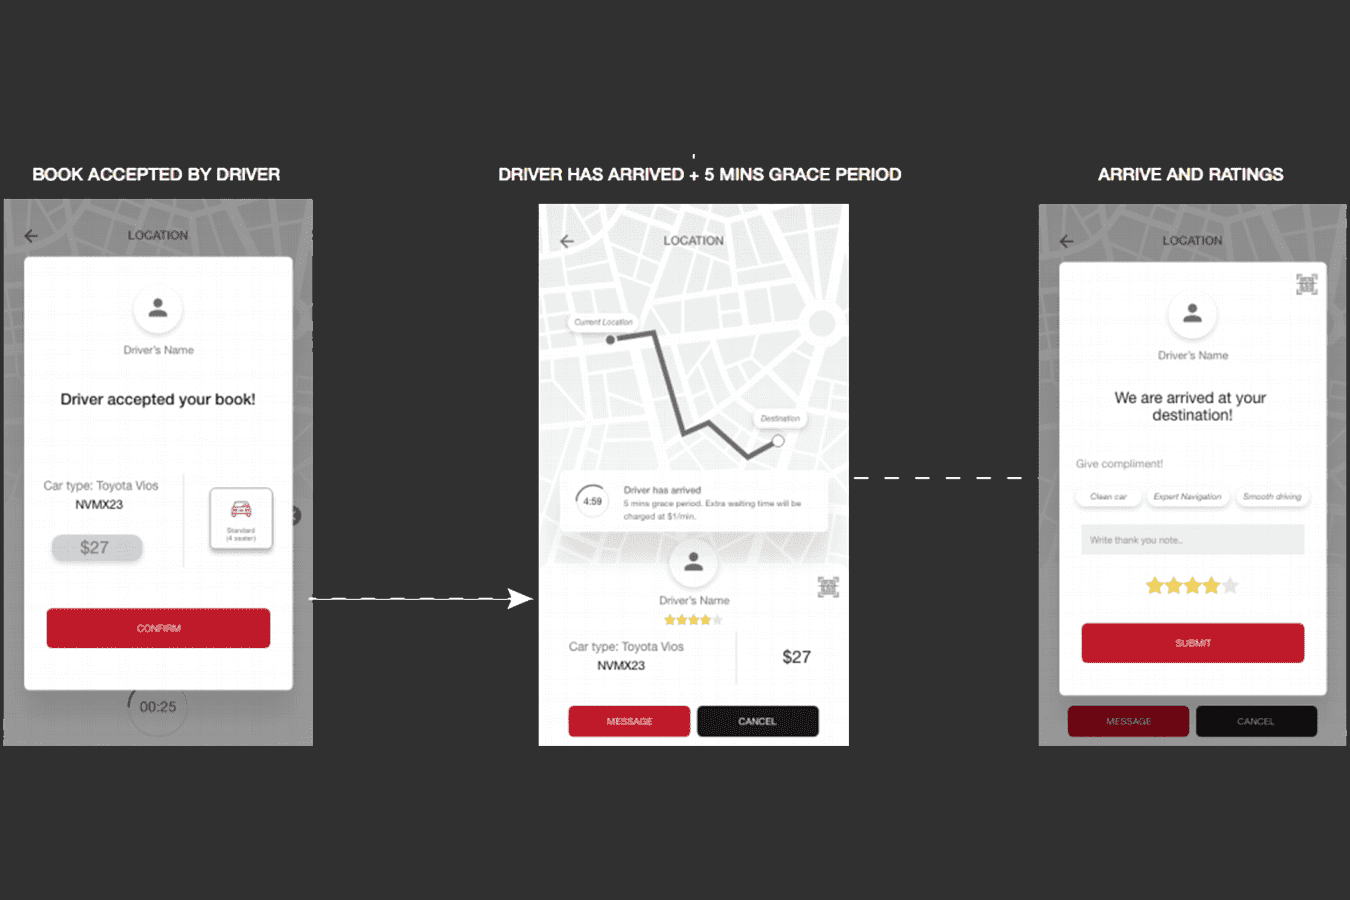 BOOK ACCEPTED BY DRIVER
LOCATION
Driver's Name
Driver accepted your book!
Car type: Toyota Vios
NVMX23
$27
Standard
(4 seater)
CONFIRM
00:25
DRIVER HAS ARRIVED + 5 MINS GRACE PERIOD
LOCATION
Current Location
Destination
4:59
Driver has arrived
5 mins grace period. Extra waiting time will be
charged at $1/min.
Driver's Name
Car type: Toyota Vios
NVMX23
$27
MESSAGE
CANCEL
ARRIVE AND RATINGS
LOCATION
Driver's Name
We are arrived at your
destination!
Give compliment!
Clean car
Expert Navigation
Smooth driving
Write thank you note..
SUBMIT
MESSAGE
CANCEL